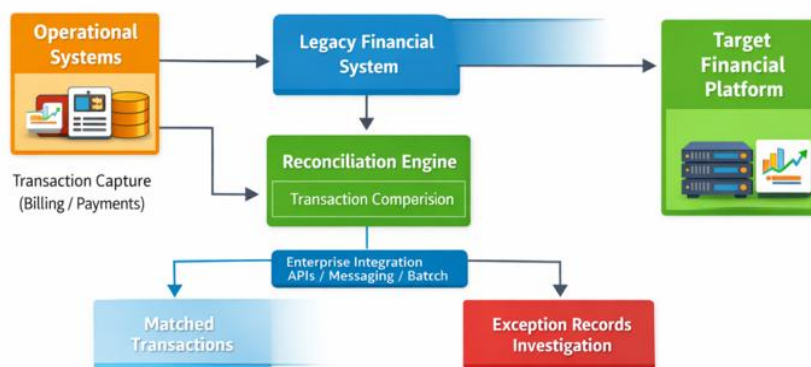 Operational
Systems
Legacy Financial
System
Target
Financial
Platform
Transaction Capture
(Billing / Payments)
Reconciliation Engine
Transaction Comperision
Enterprise Integration
APIs / Messaging / Batcch
Matched
Transactions
Exception Records
Investigation